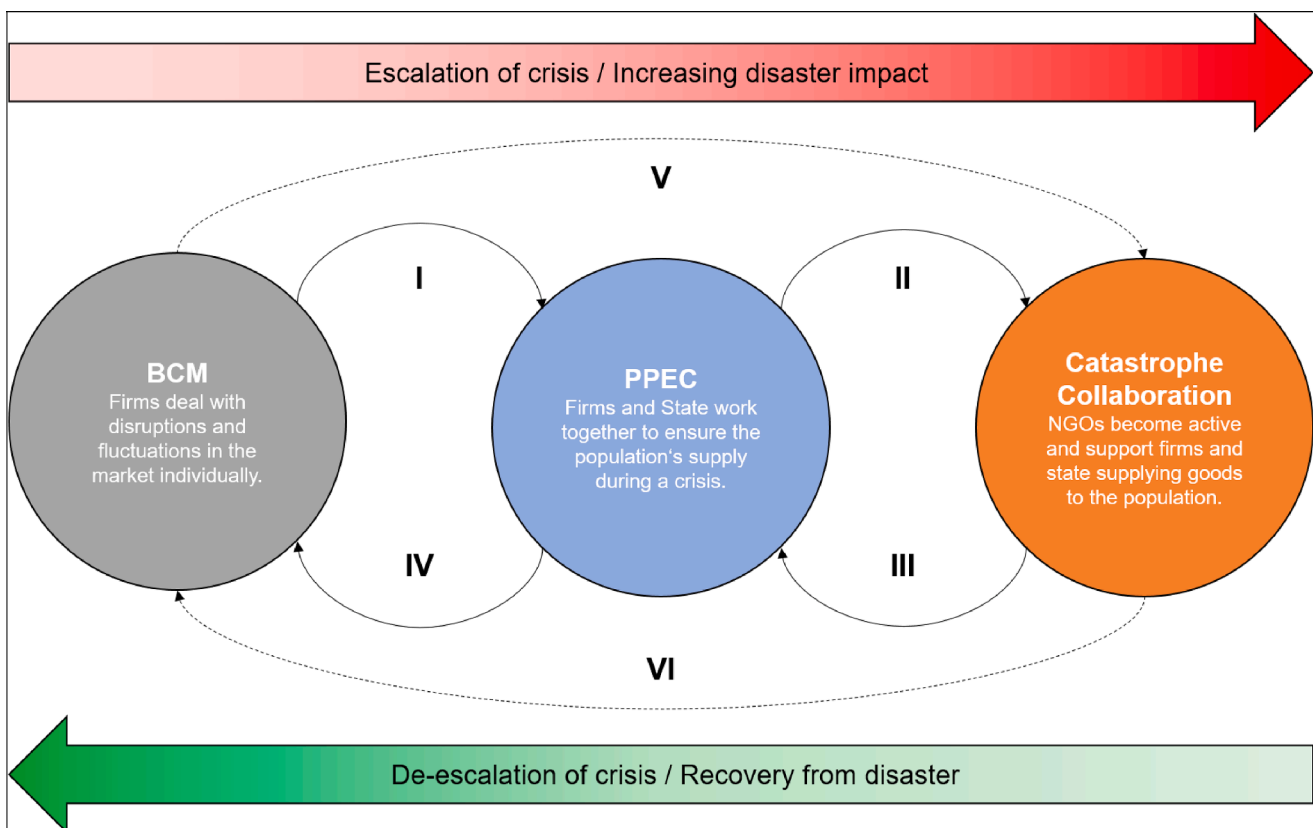 Escalation of crisis / Increasing disaster impact
V
I
II
BCM
Firms deal with
disruptions and
fluctuations in the
market individually.
PPEC
Firms and State work
together to ensure the
population‘s supply
during a crisis.
Catastrophe
Collaboration
NGOs become active
and support firms and
state supplying goods
to the population.
IV
III
VI
De-escalation of crisis / Recovery from disaster